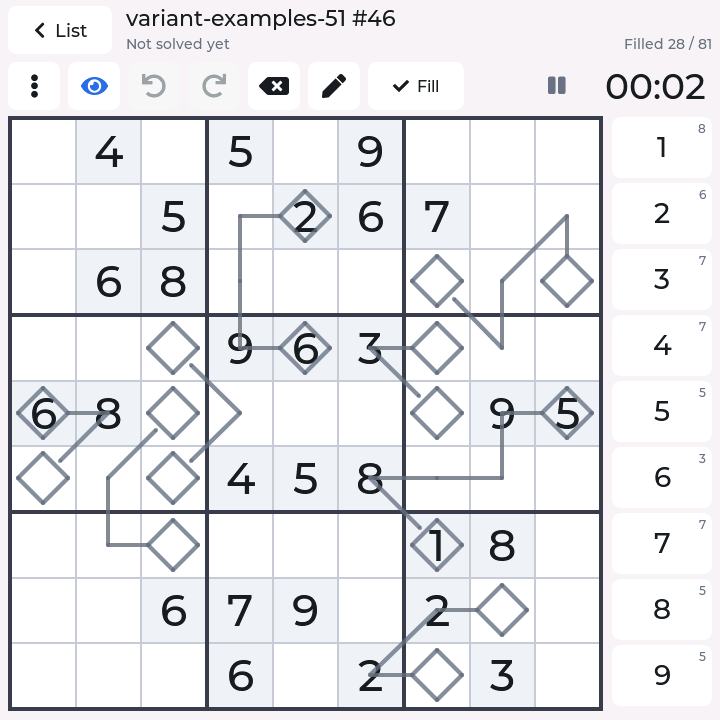 List
variant-examples-51 #46
Not solved yet
Filled 28 / 81
Fill
00:02
4 5 9
1 8
5 2 6 7
2 6
6 8
3 7
9 6 3
4 7
6 8 9 5
5 5
4 5 8
6 3
1 8
7 7
6 7 9 2
8 5
6 2 3
9 5